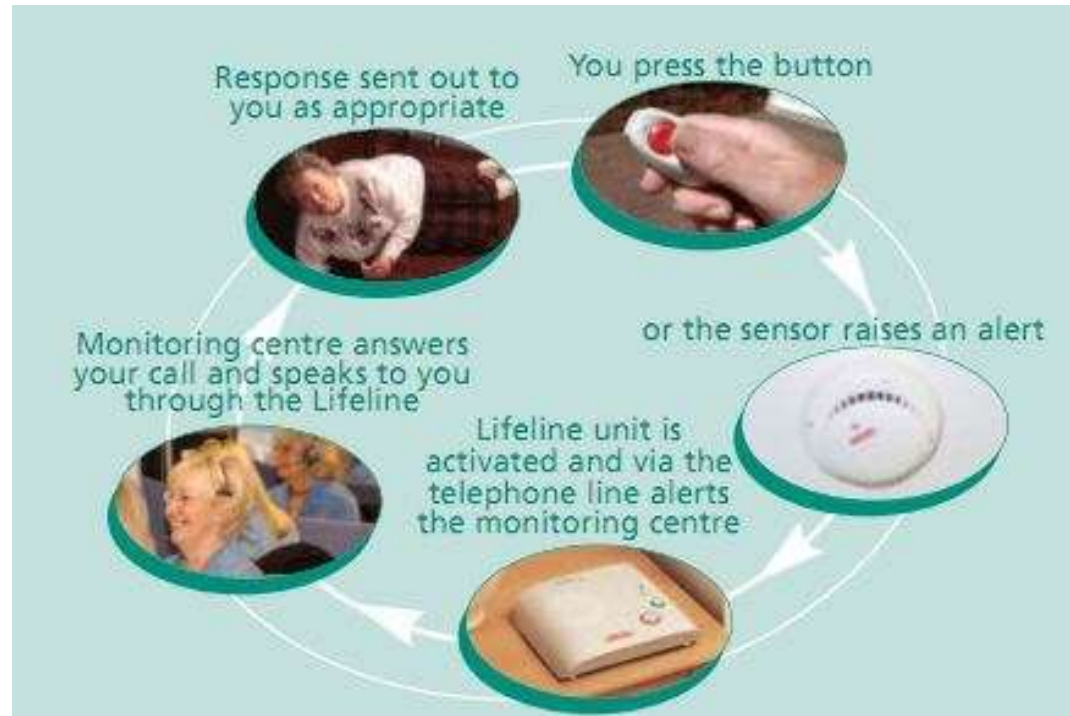 You press the button
or the sensor raises an alert
Lifeline unit is
activated and via the
telephone line alerts
the monitoring centre
Monitoring centre answers
your call and speaks to you
through the Lifeline
Response sent out to
you as appropriate